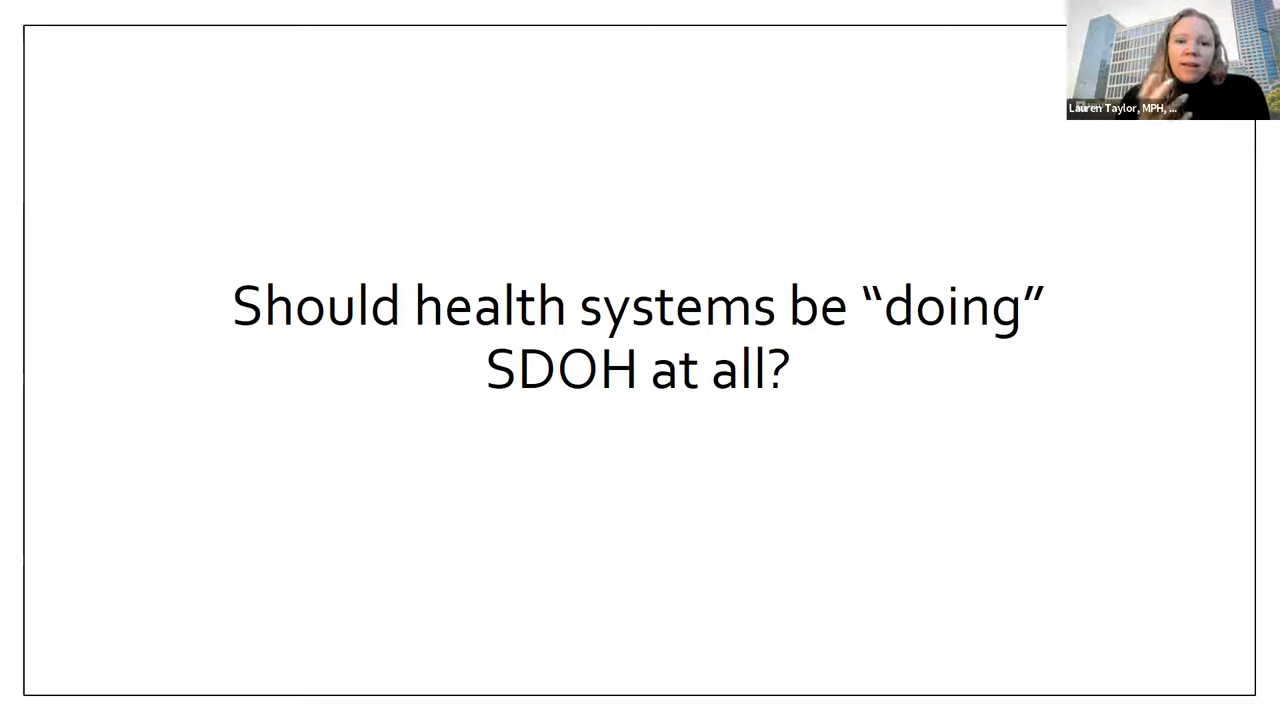 Should health systems be “doing”
SDOH at all?
Lauren Taylor, MPH, ...